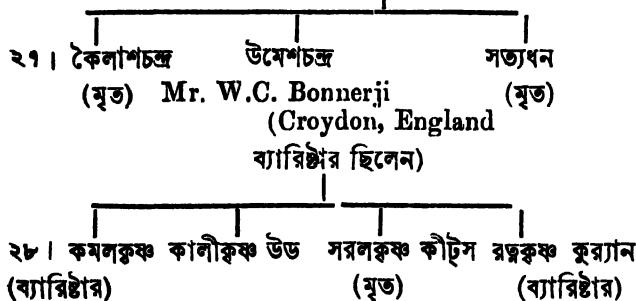 ২৭। কৈলাশচন্দ্র উমেশচন্দ্র সত্যধন
(মৃত) Mr. W.C. Bonnerji (মৃত)
(Croydon, England
ব্যারিষ্টার ছিলেন)
২৮। কমলকৃষ্ণ কালীকৃষ্ণ উড সরলকৃষ্ণ কীট্‌স রত্নকৃষ্ণ কুর‍্যান
(ব্যারিষ্টার) (মৃত) (ব্যারিষ্টার)